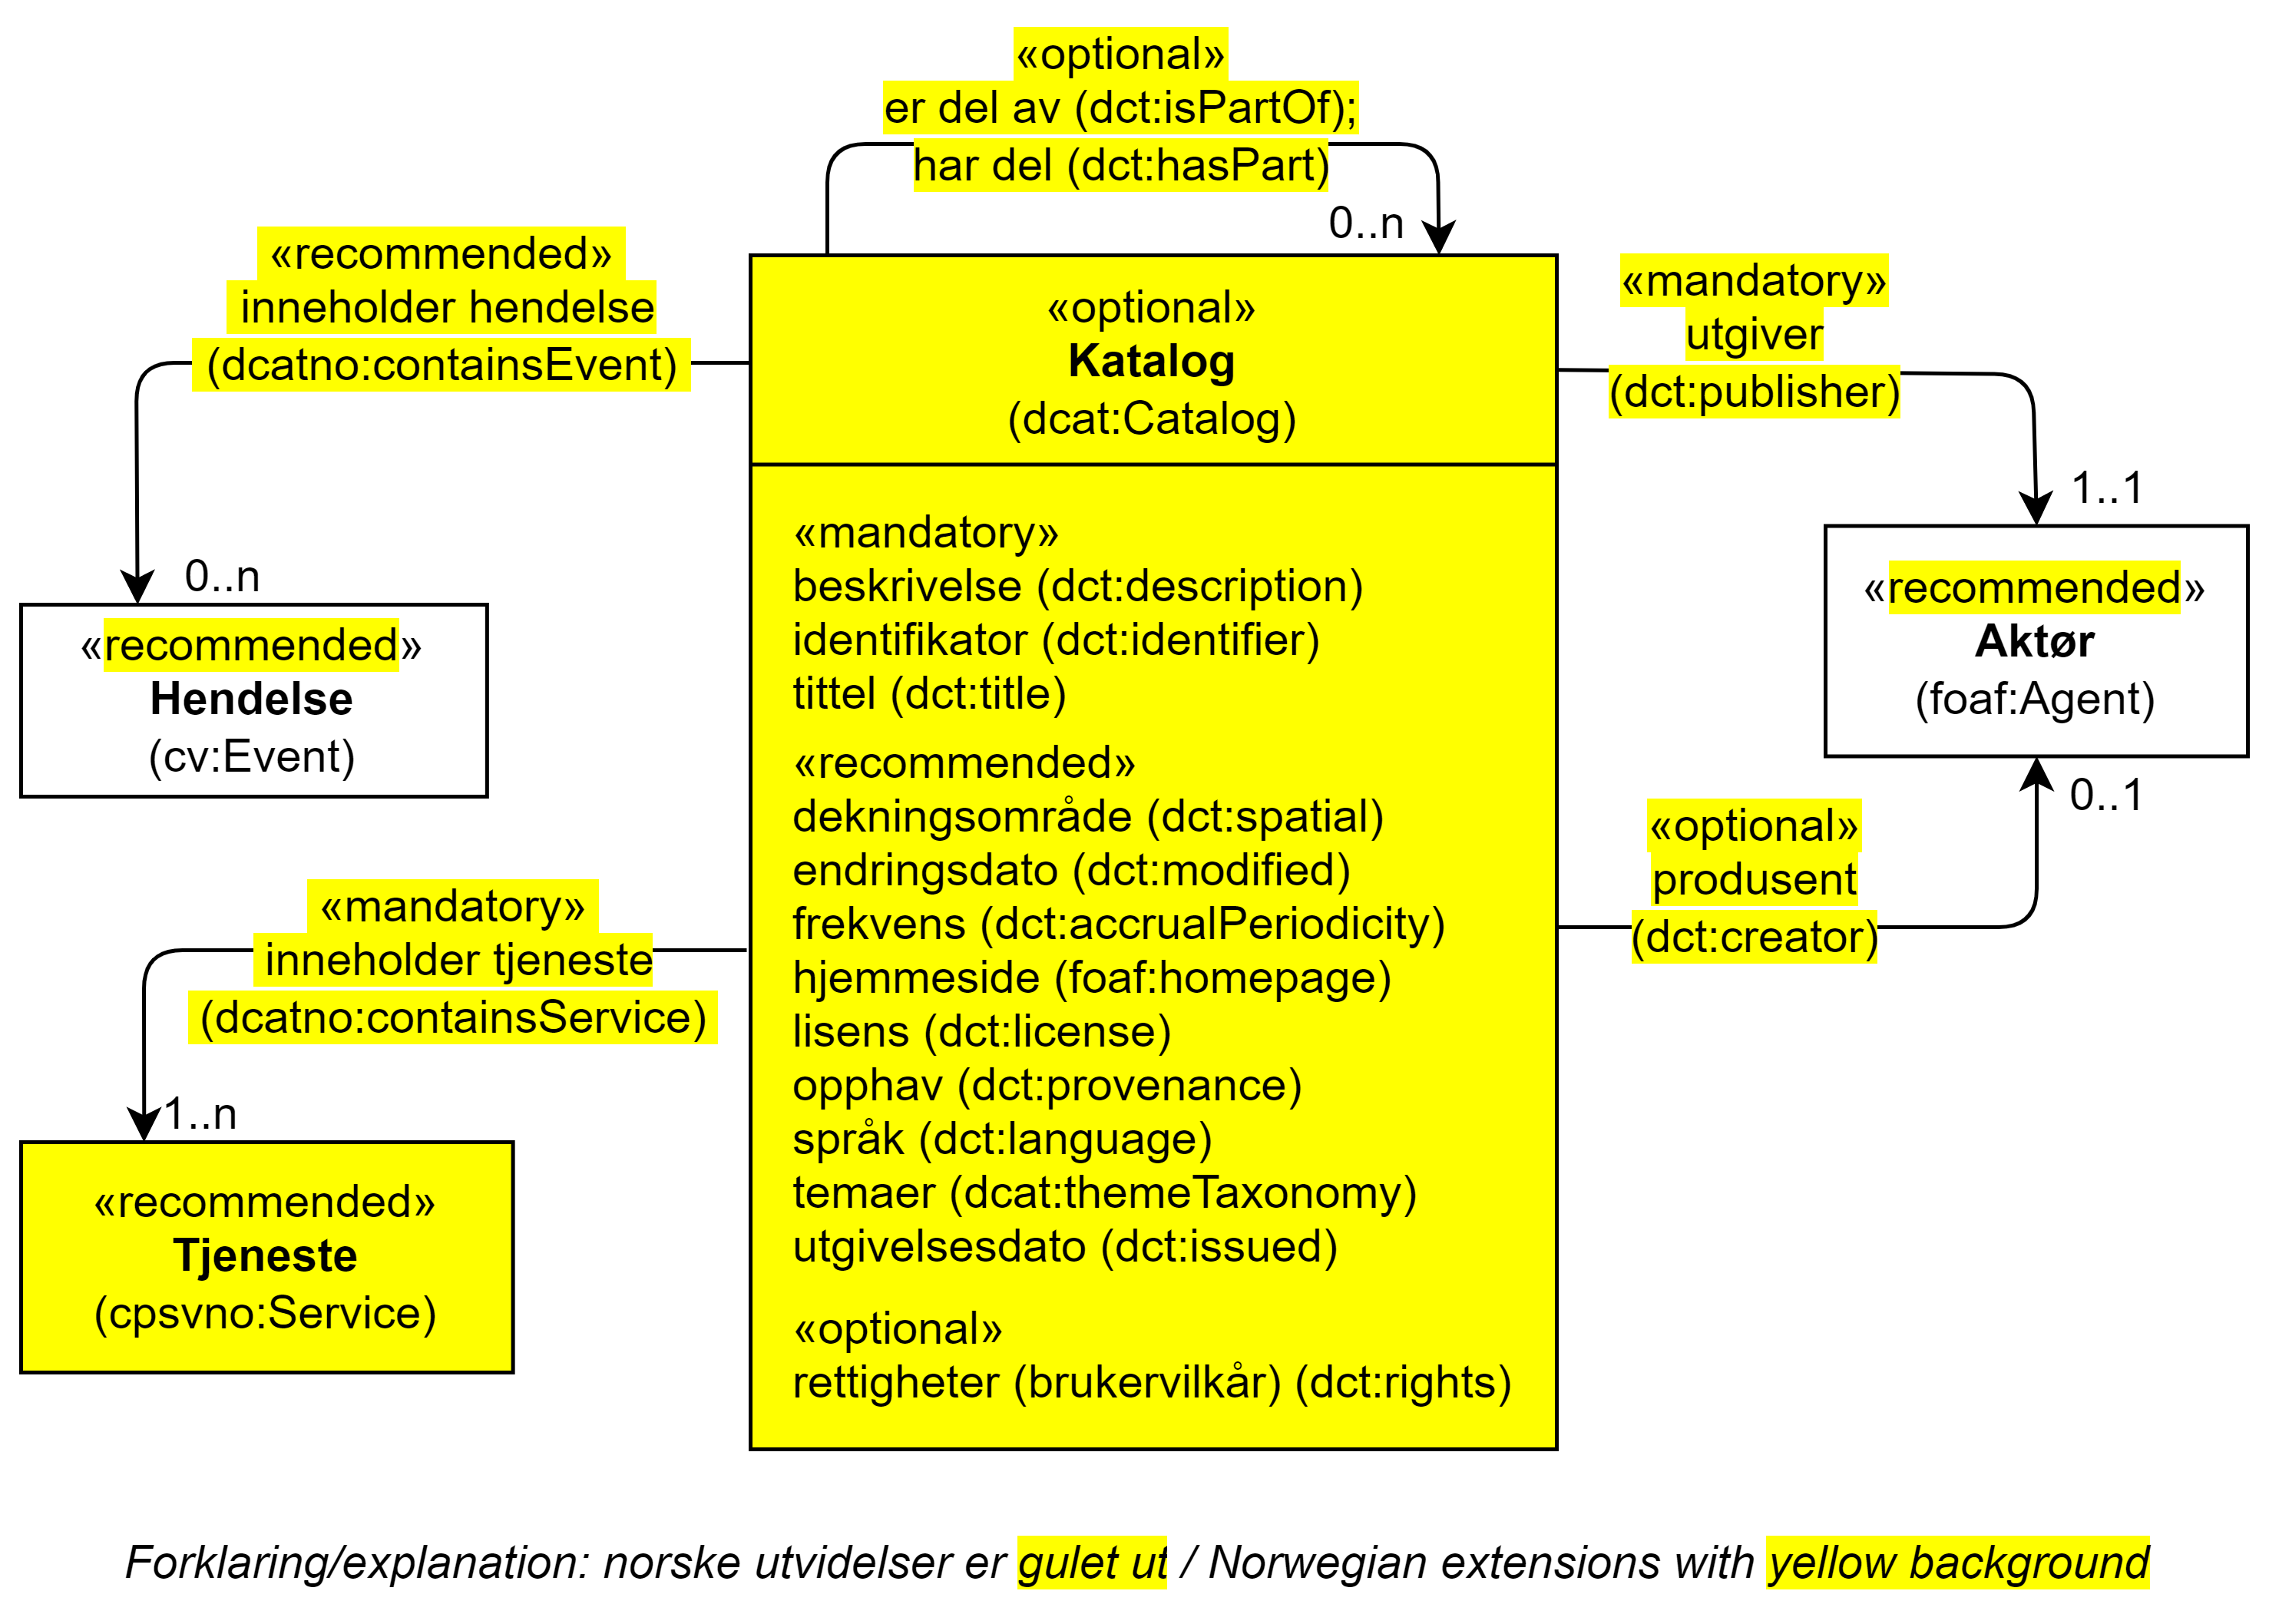 «optional»
er del av (dct:isPartOf);
har del (dct:hasPart)
0..n
«recommended»
inneholder hendelse
(dcatno:containsEvent)
0..n
«recommended»
Hendelse
(cv:Event)
«mandatory»
inneholder tjeneste
(dcatno:containsService)
1..n
«recommended»
Tjeneste
(cpsvno:Service)
«optional»
Katalog
(dcat:Catalog)
«mandatory»
beskrivelse (dct:description)
identifikator (dct:identifier)
tittel (dct:title)
«recommended»
dekningsområde (dct:spatial)
endringsdato (dct:modified)
frekvens (dct:accrualPeriodicity)
hjemmeside (foaf:homepage)
lisens (dct:license)
opphav (dct:provenance)
språk (dct:language)
temaer (dcat:themeTaxonomy)
utgivelsesdato (dct:issued)
«optional»
rettigheter (brukervilkår) (dct:rights)
«mandatory»
utgiver
(dct:publisher)
1..1
«recommended»
Aktør
(foaf:Agent)
0..1
«optional»
produsent
(dct:creator)
Forklaring/explanation: norske utvidelser er gulet ut / Norwegian extensions with yellow background